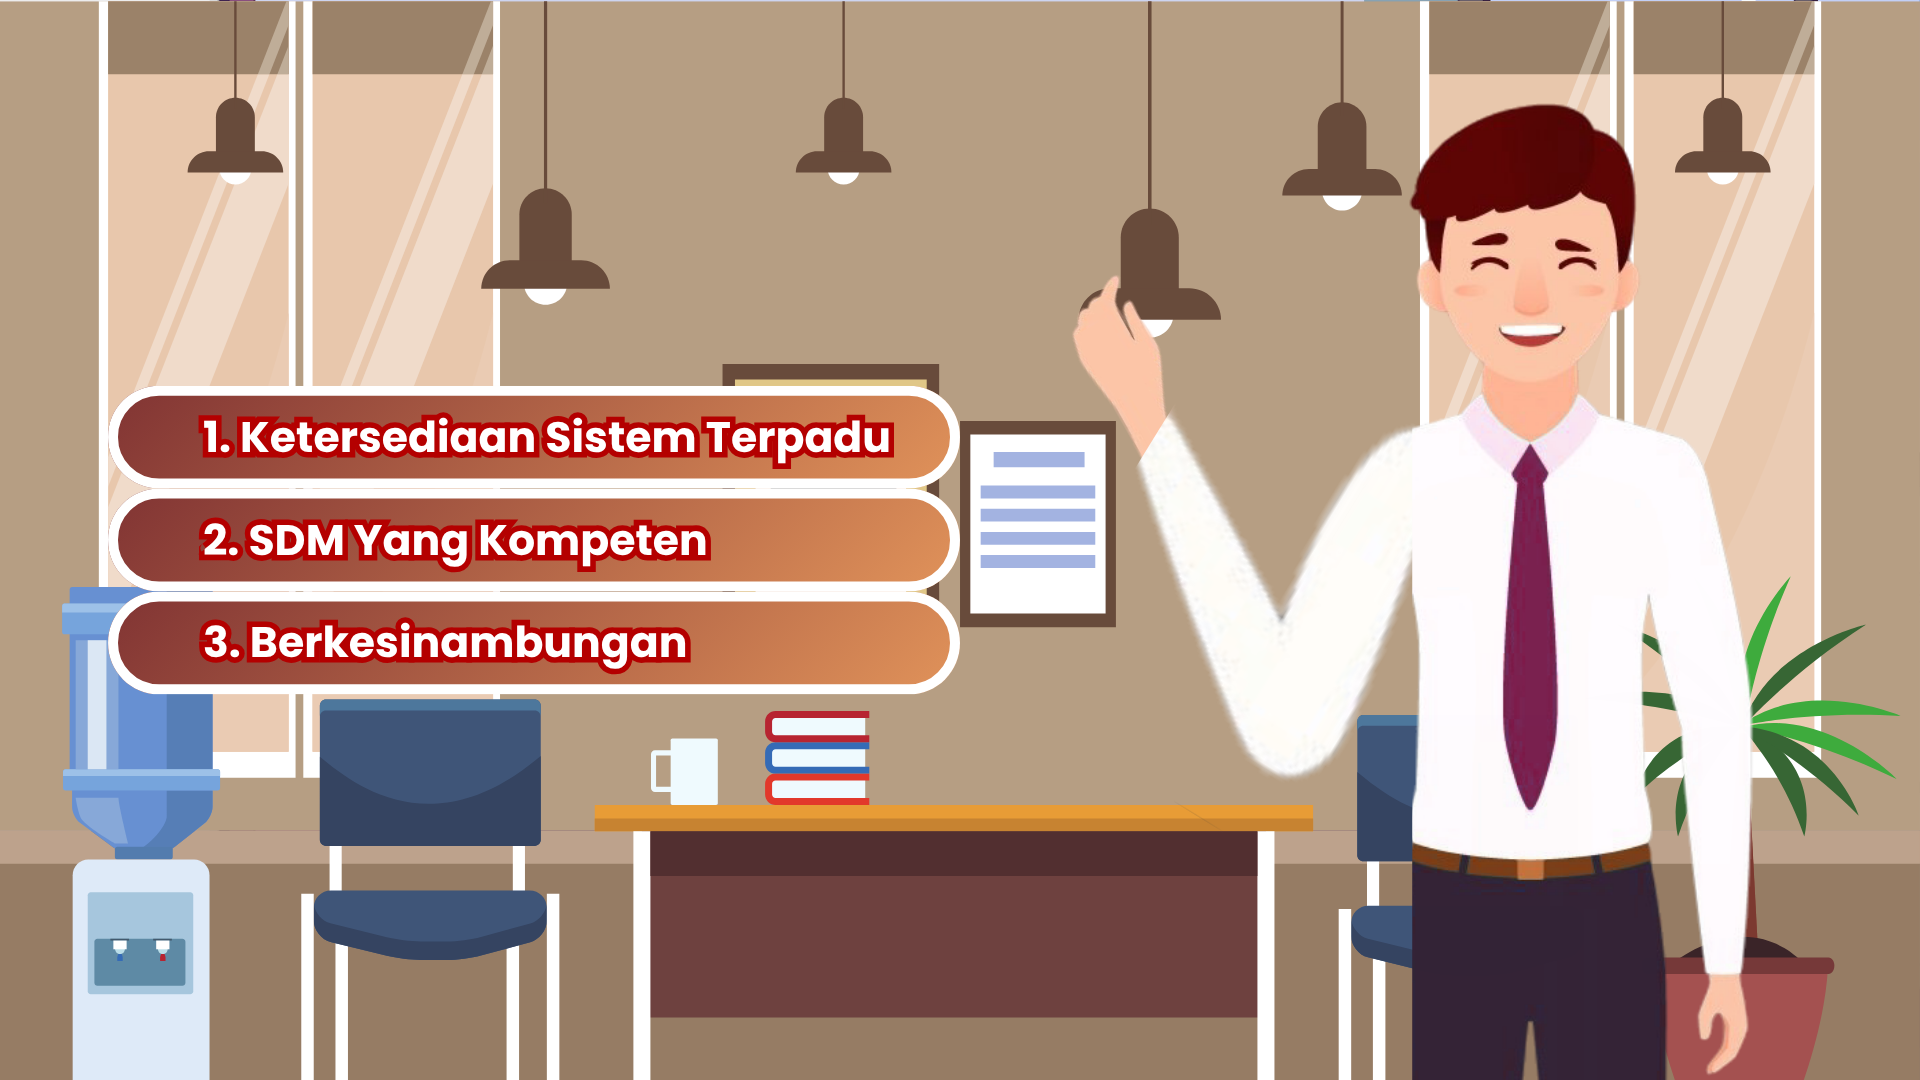 1. Ketersediaan Sistem Terpadu
2. SDM Yang Kompeten
3. Berkesinambungan